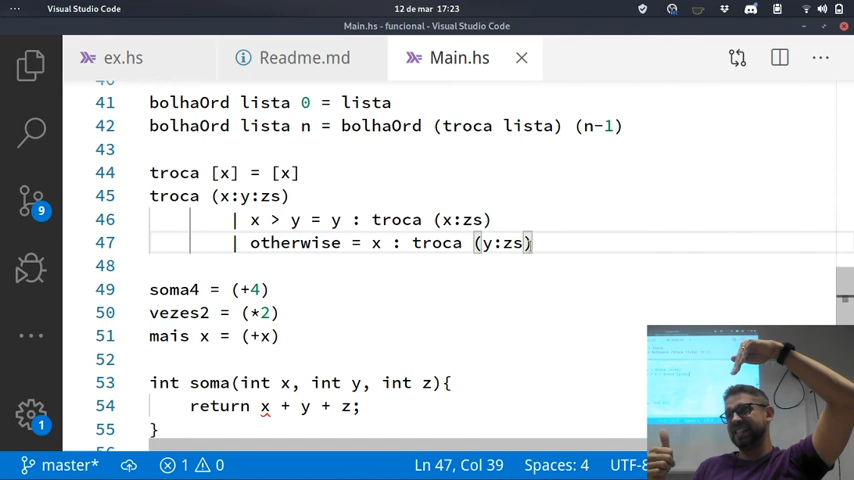 Visual Studio Code
12 de mar 17:23
Main.hs - funcional - Visual Studio Code
ex.hs
Readme.md
Main.hs
41 bolhaOrd lista 0 = lista
42 bolhaOrd lista n = bolhaOrd (troca lista) (n-1)
43
44 troca [x] = [x]
45 troca (x:y:zs)
46 | x > y = y : troca (x:zs)
47 | otherwise = x : troca (y:zs)
48
49 soma4 = (+4)
50 vezes2 = (*2)
51 mais x = (+x)
52
53 int soma(int x, int y, int z){
54 return x + y + z;
55 }
9
1
master*
1
0
Ln 47, Col 39
Spaces: 4
UTF-8